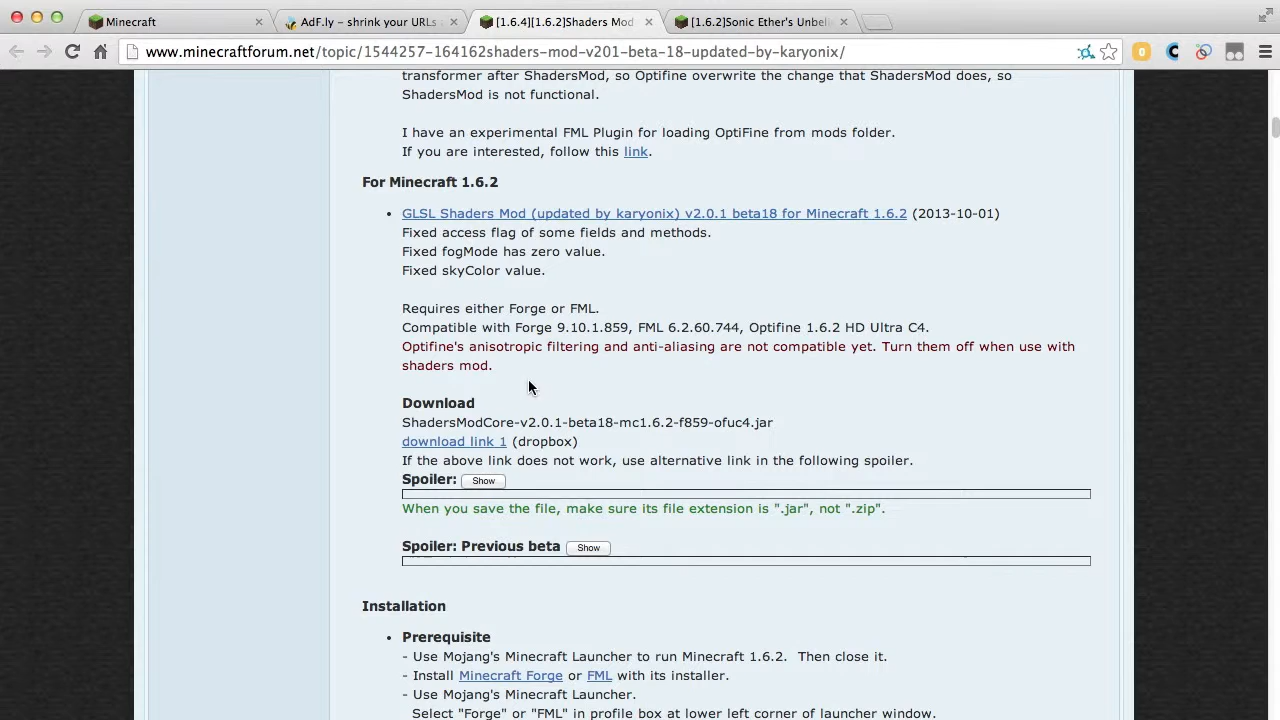 Minecraft
AdF.ly – shrink your URLs
[1.6.4][1.6.2]Shaders Mod
[1.6.2]Sonic Ether's Unbeli
www.minecraftforum.net/topic/1544257-164162shaders-mod-v201-beta-18-updated-by-karyonix/
transformer after ShadersMod, so Optifine overwrite the change that ShadersMod does, so
ShadersMod is not functional.
I have an experimental FML Plugin for loading OptiFine from mods folder.
If you are interested, follow this link.
For Minecraft 1.6.2
• GLSL Shaders Mod (updated by karyonix) v2.0.1 beta18 for Minecraft 1.6.2 (2013-10-01)
Fixed access flag of some fields and methods.
Fixed fogMode has zero value.
Fixed skyColor value.
Requires either Forge or FML.
Compatible with Forge 9.10.1.859, FML 6.2.60.744, Optifine 1.6.2 HD Ultra C4.
Optifine's anisotropic filtering and anti-aliasing are not compatible yet. Turn them off when use with
shaders mod.
Download
ShadersModCore-v2.0.1-beta18-mc1.6.2-f859-ofuc4.jar
download link 1 (dropbox)
If the above link does not work, use alternative link in the following spoiler.
Spoiler: Show
When you save the file, make sure its file extension is ".jar", not ".zip".
Spoiler: Previous beta Show
Installation
• Prerequisite
- Use Mojang's Minecraft Launcher to run Minecraft 1.6.2. Then close it.
- Install Minecraft Forge or FML with its installer.
- Use Mojang's Minecraft Launcher.
Select "Forge" or "FML" in profile box at lower left corner of launcher window.